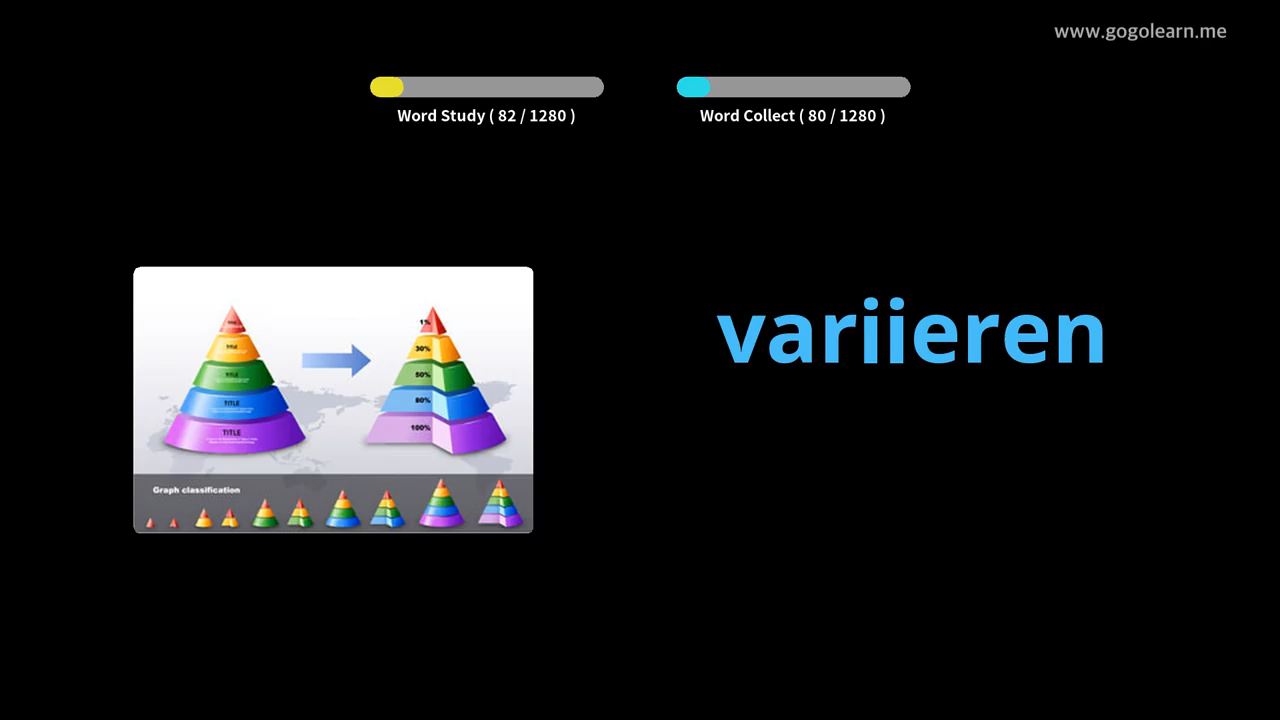 www.gogolearn.me
Word Study ( 82 / 1280 )
Word Collect ( 80 / 1280 )
variieren
1%
30%
TITLE
50%
TITLE
80%
TITLE
100%
TITLE
Graph classification